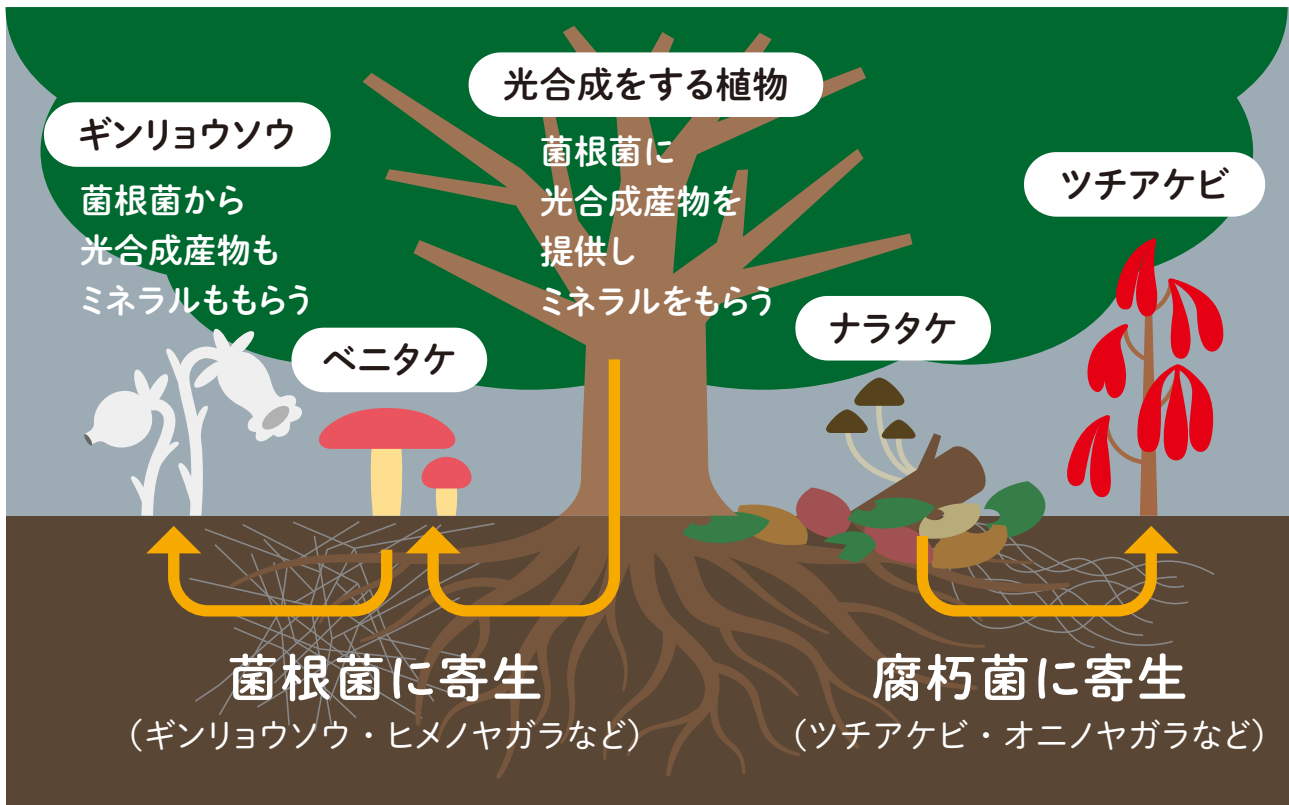 光合成をする植物
菌根菌に
光合成産物を
提供し
ミネラルをもらう
ギンリョウソウ
菌根菌から
光合成産物も
ミネラルももらう
ベニタケ
ナラタケ
ツチアケビ
菌根菌に寄生
（ギンリョウソウ・ヒメノヤガラなど）
腐朽菌に寄生
（ツチアケビ・オニノヤガラなど）